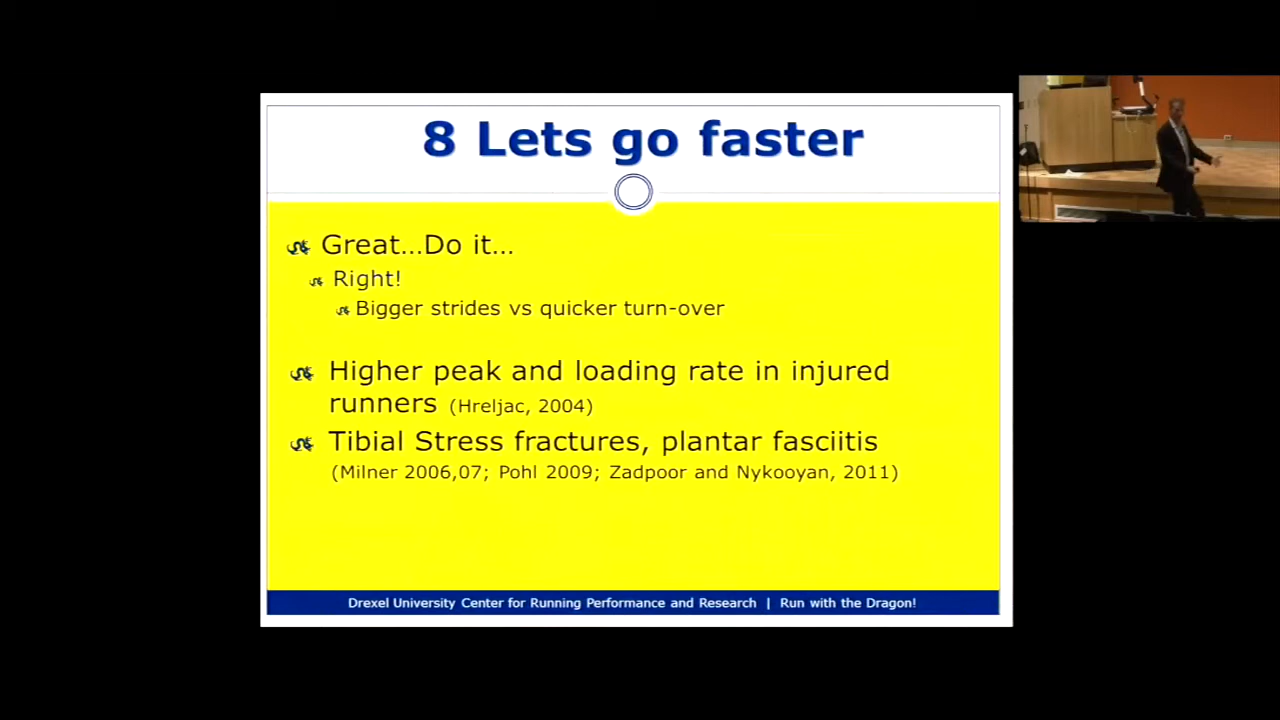 8 Lets go faster
Great...Do it...
Right!
Bigger strides vs quicker turn-over
Higher peak and loading rate in injured
runners (Hreljac, 2004)
Tibial Stress fractures, plantar fasciitis
(Milner 2006,07; Pohl 2009; Zadpoor and Nykooyan, 2011)
Drexel University Center for Running Performance and Research | Run with the Dragon!